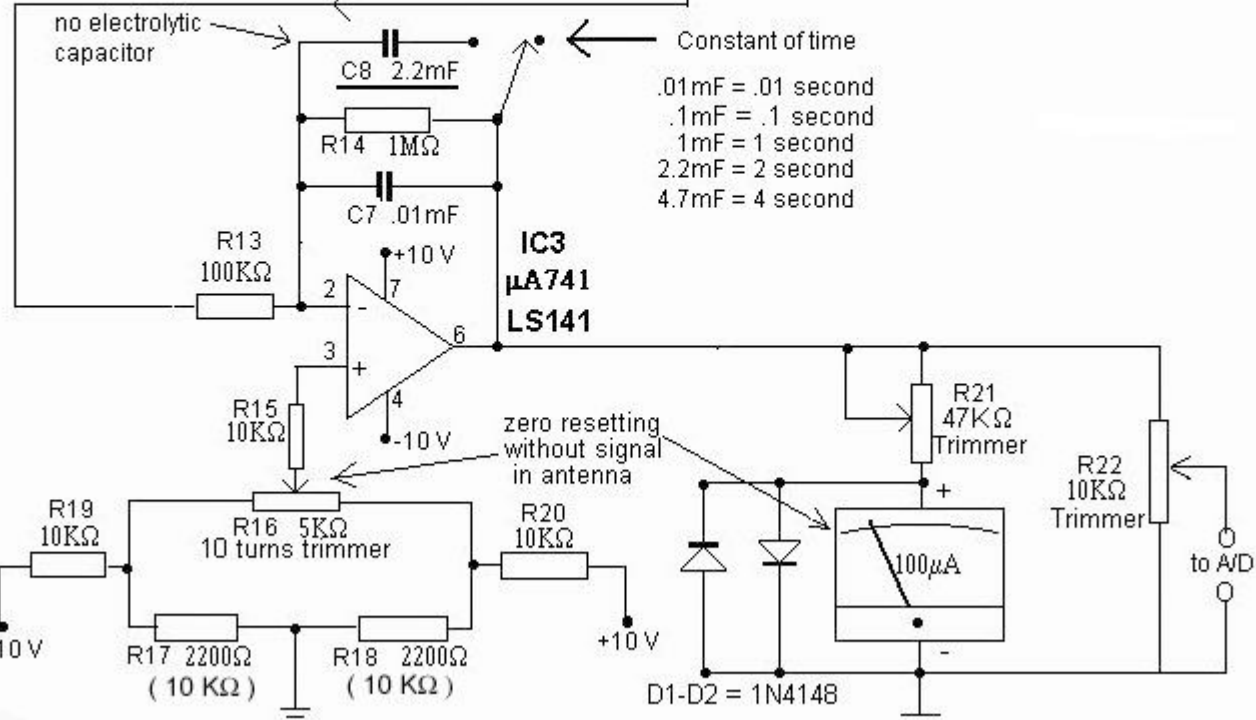 no electrolytic
capacitor
C8 2.2mF
Constant of time
.01mF = .01 second
.1mF = .1 second
1mF = 1 second
2.2mF = 2 second
4.7mF = 4 second
R14 1MΩ
C7 .01mF
R13
100KΩ
+10 V
IC3
µA741
LS141
2
-
7
6
3
+
4
-10 V
R15
10KΩ
zero resetting
without signal
in antenna
R21
47KΩ
Trimmer
R22
10KΩ
Trimmer
+
R19
10KΩ
R16 5KΩ
10 turns trimmer
R20
10KΩ
100µA
to A/D
10 V
+10 V
R17 2200Ω
( 10 KΩ )
R18 2200Ω
( 10 KΩ )
-
D1-D2 = 1N4148